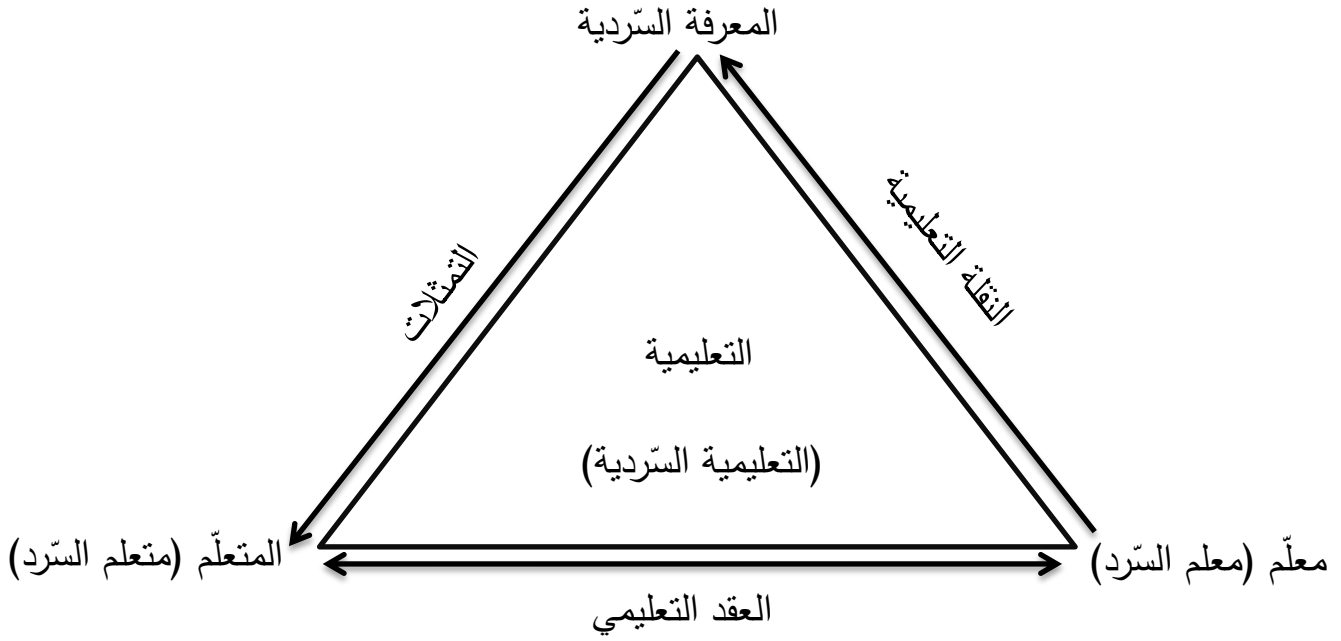 المعرفة السّردية
النقلة التعليمية
التمثلات
التعليمية
(التعليمية السّردية)
معلّم (معلم السّرد)
المتعلّم (متعلم السّرد)
العقد التعليمي